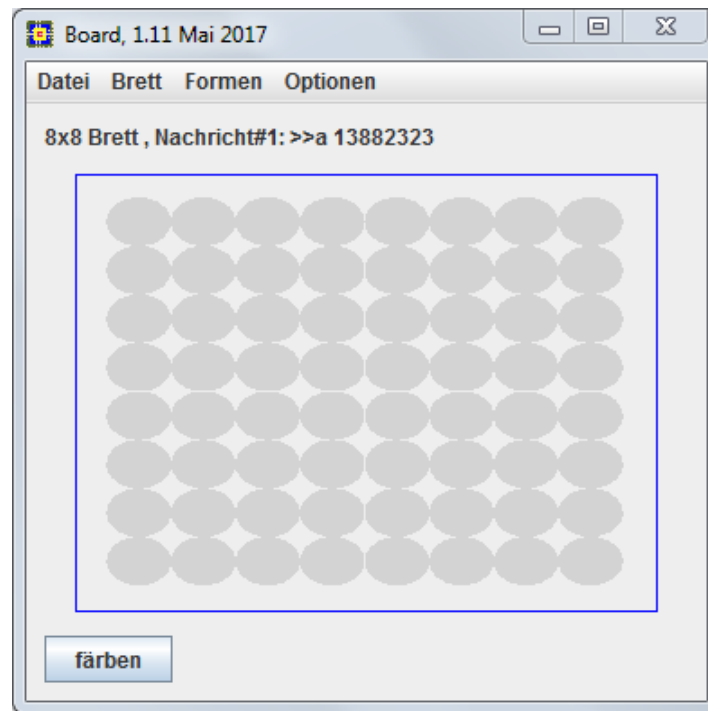 Board, 1.11 Mai 2017
Datei Brett Formen Optionen
8x8 Brett , Nachricht#1: >>a 13882323
färben